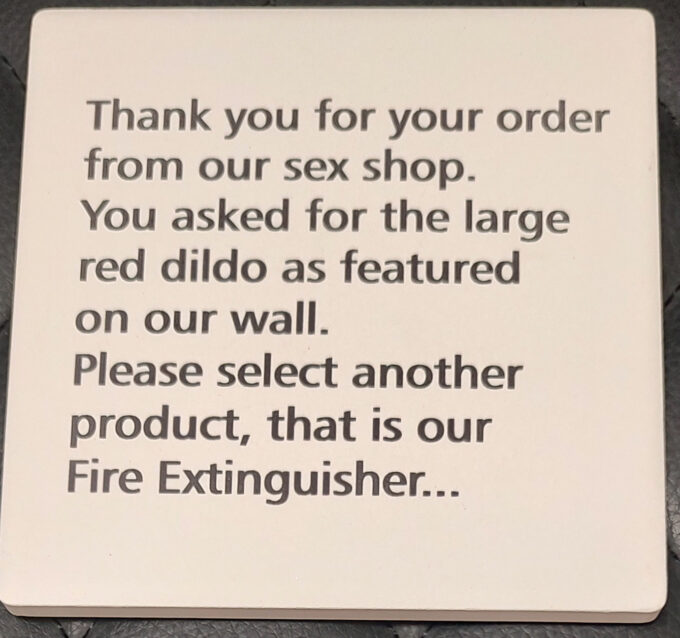 Thank you for your order
from our sex shop.
You asked for the large
red dildo as featured
on our wall.
Please select another
product, that is our
Fire Extinguisher...